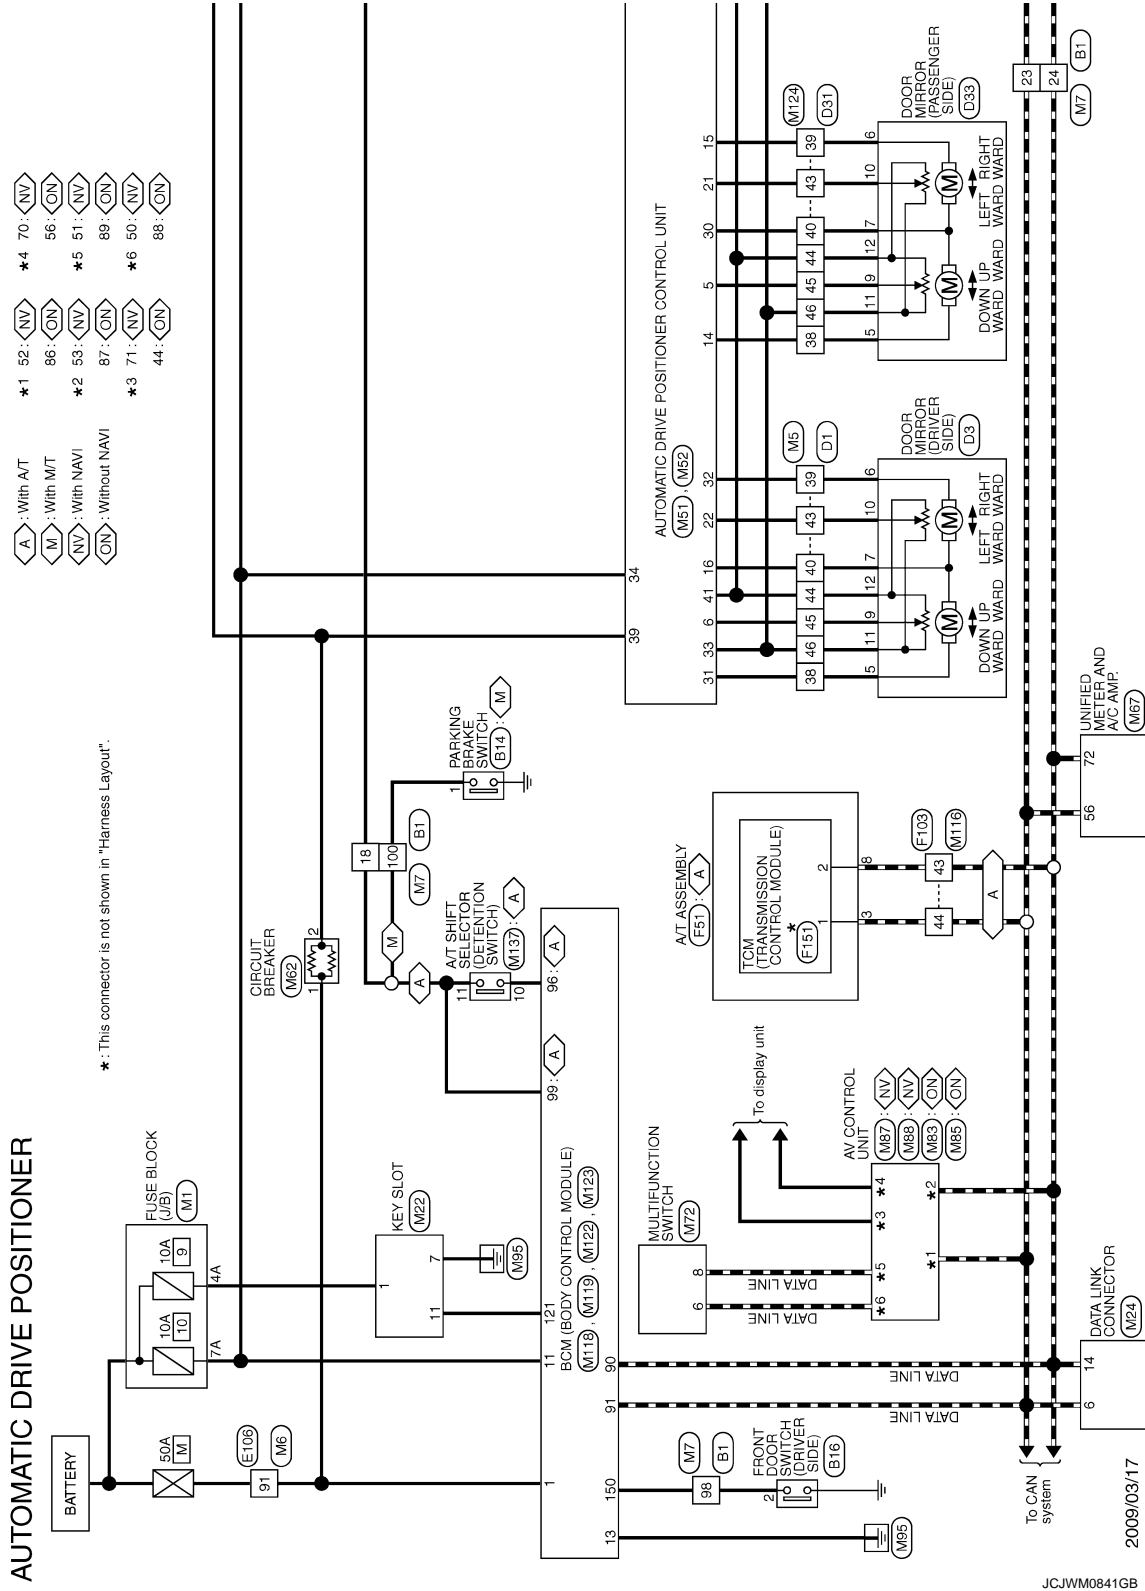 AUTOMATIC DRIVE POSITIONER
BATTERY
50A
M
E106
M6
91
FUSE BLOCK
(J/B)
M1
10A
10
10A
9
7A
4A
KEY SLOT
M22
1
11
7
M95
CIRCUIT
BREAKER
M62
1
2
★ : This connector is not shown in "Harness Layout".
A : With A/T
M : With M/T
NV : With NAVI
ON : Without NAVI
★1 52 : NV
86 : ON
★2 53 : NV
87 : ON
★3 71 : NV
44 : ON
★4 70 : NV
56 : ON
★5 51 : NV
89 : ON
★6 50 : NV
88 : ON
18
100
M7
B1
M
A
PARKING
BRAKE
SWITCH
B14 : M
1
A/T SHIFT
SELECTOR
(DETENTION
SWITCH)
M137 : A
11
10
1
11
121
99 : A
96 : A
BCM (BODY CONTROL MODULE)
M118 , M119 , M122 , M123
13
150
91
90
M95
M7
98
B1
FRONT
DOOR
SWITCH
(DRIVER
SIDE)
B16
2
DATA LINE
DATA LINE
MULTIFUNCTION
SWITCH
M72
6
8
DATA LINE
DATA LINE
To display unit
AV CONTROL
UNIT
M87 : NV
M88 : NV
M83 : ON
M85 : ON
★6
★5
★3
★4
★1
★2
A/T ASSEMBLY
F51 : A
TCM
(TRANSMISSION
CONTROL MODULE)
★
F151
1
2
3
8
44
43
F103
M116
A
39
34
AUTOMATIC DRIVE POSITIONER CONTROL UNIT
M51 , M52
31
33
6
41
16
22
32
14
5
30
21
15
38
46
45
44
40
43
39
M5
D1
5
11
9
12
7
10
6
DOOR
MIRROR
(DRIVER
SIDE)
D3
M
M
DOWN
WARD
UP
WARD
LEFT
WARD
RIGHT
WARD
38
46
45
44
40
43
39
M124
D31
5
11
9
12
7
10
6
DOOR
MIRROR
(PASSENGER
SIDE)
D33
M
M
DOWN
WARD
UP
WARD
LEFT
WARD
RIGHT
WARD
23
24
M7
B1
To CAN
system
DATA LINK
CONNECTOR
M24
6
14
UNIFIED
METER AND
A/C AMP.
M67
56
72
2009/03/17
JCJWM0841GB